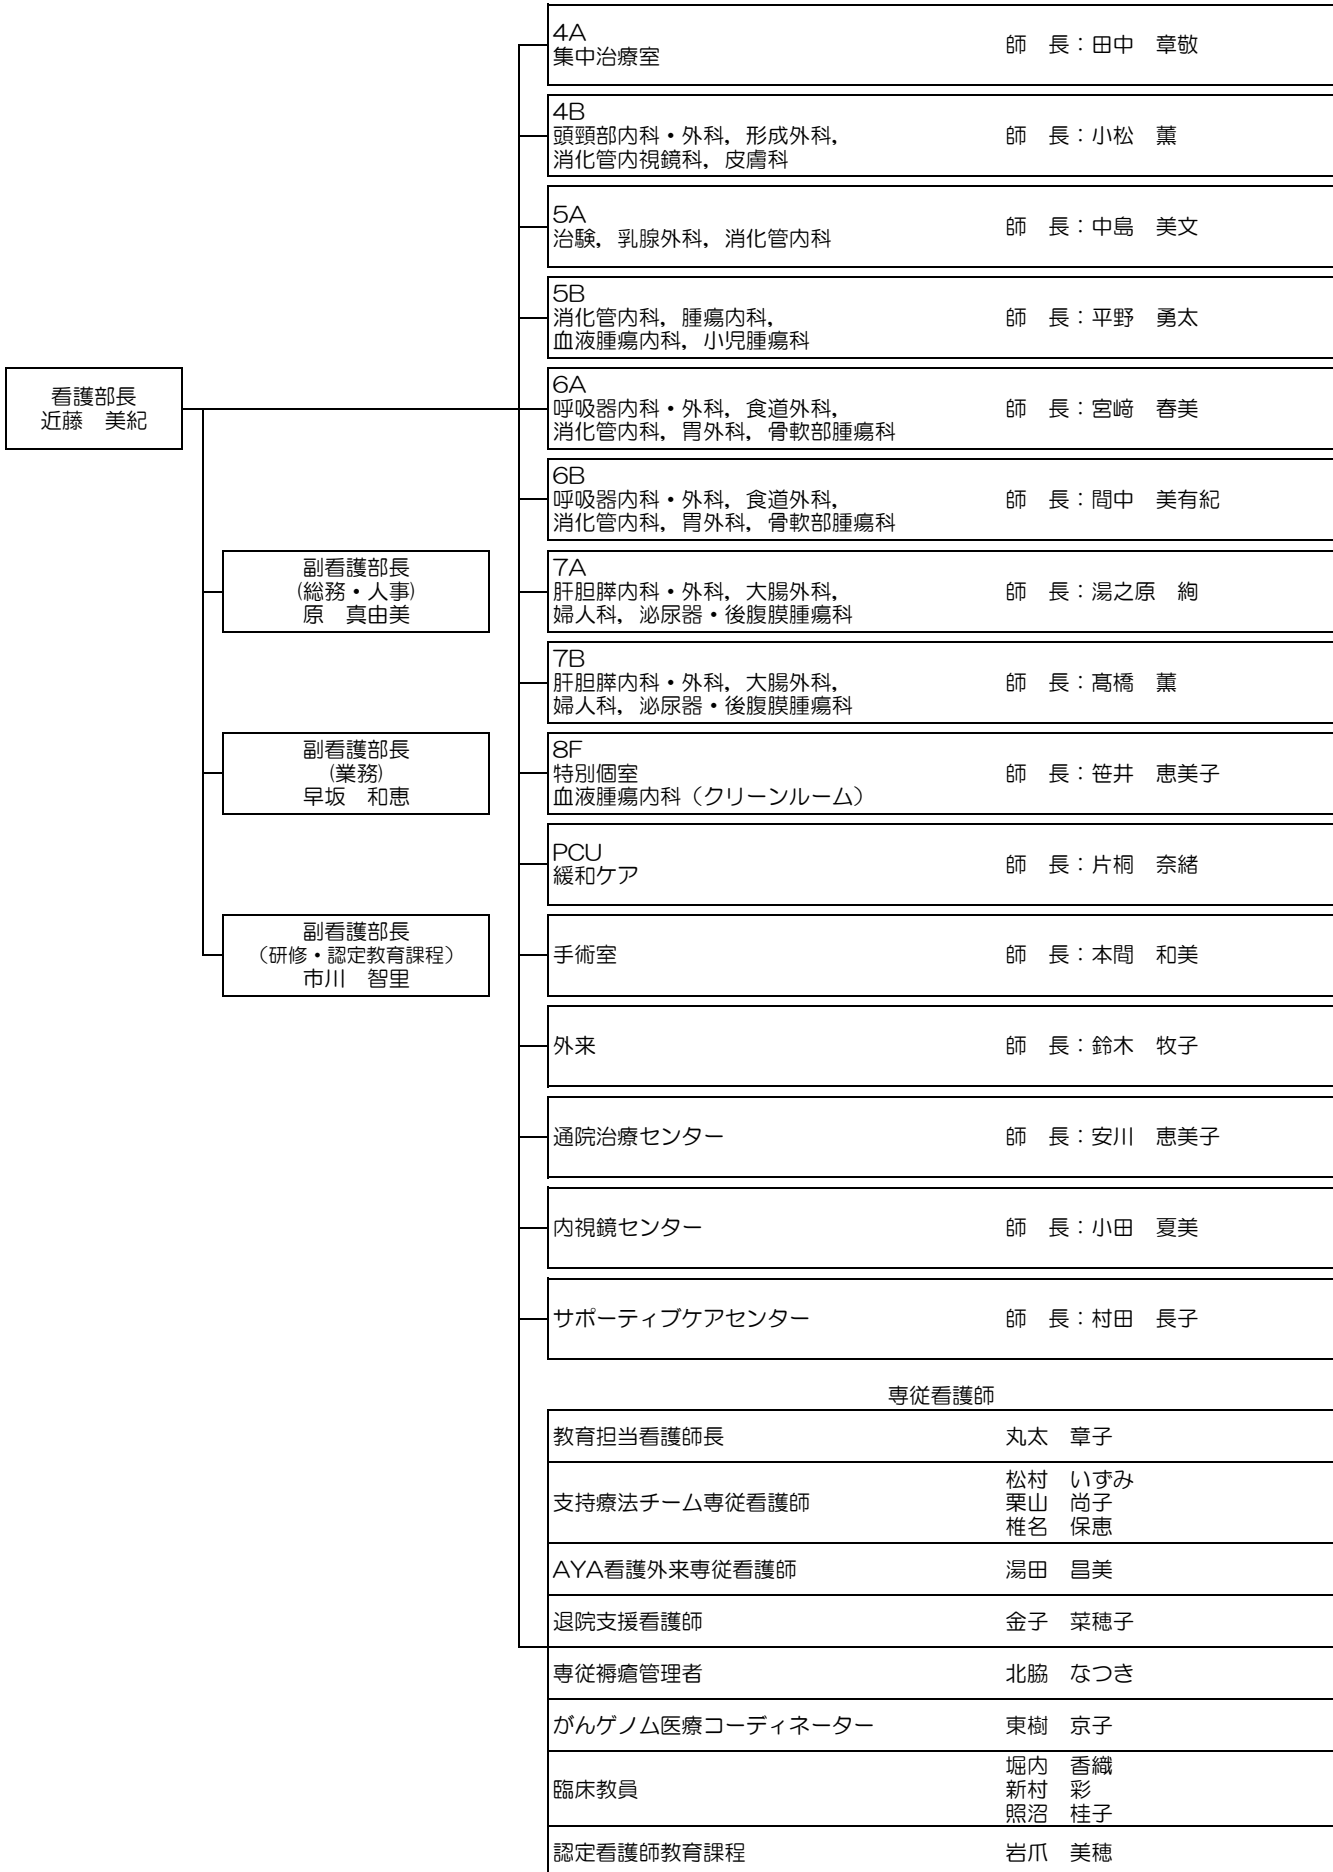 看護部長
近藤　美紀
副看護部長
(総務・人事)
原　真由美
副看護部長
(業務)
早坂　和恵
副看護部長
（研修・認定教育課程）
市川　智里
4A
集中治療室
師　長：田中　章敬
4B
頭頸部内科・外科，形成外科，
消化管内視鏡科，皮膚科
師　長：小松　薫
5A
治験，乳腺外科，消化管内科
師　長：中島　美文
5B
消化管内科，腫瘍内科，
血液腫瘍内科，小児腫瘍科
師　長：平野　勇太
6A
呼吸器内科・外科，食道外科，
消化管内科，胃外科，骨軟部腫瘍科
師　長：宮﨑　春美
6B
呼吸器内科・外科，食道外科，
消化管内科，胃外科，骨軟部腫瘍科
師　長：間中　美有紀
7A
肝胆膵内科・外科，大腸外科，
婦人科，泌尿器・後腹膜腫瘍科
師　長：湯之原　絢
7B
肝胆膵内科・外科，大腸外科，
婦人科，泌尿器・後腹膜腫瘍科
師　長：髙橋　薫
8F
特別個室
血液腫瘍内科（クリーンルーム）
師　長：笹井　恵美子
PCU
緩和ケア
師　長：片桐　奈緒
手術室
師　長：本間　和美
外来
師　長：鈴木　牧子
通院治療センター
師　長：安川　恵美子
内視鏡センター
師　長：小田　夏美
サポーティブケアセンター
師　長：村田　長子
専従看護師
教育担当看護師長
丸太　章子
支持療法チーム専従看護師
松村　いずみ
栗山　尚子
椎名　保恵
AYA看護外来専従看護師
湯田　昌美
退院支援看護師
金子　菜穂子
専従褥瘡管理者
北脇　なつき
がんゲノム医療コーディネーター
東樹　京子
臨床教員
堀内　香織
新村　彩
照沼　桂子
認定看護師教育課程
岩爪　美穂